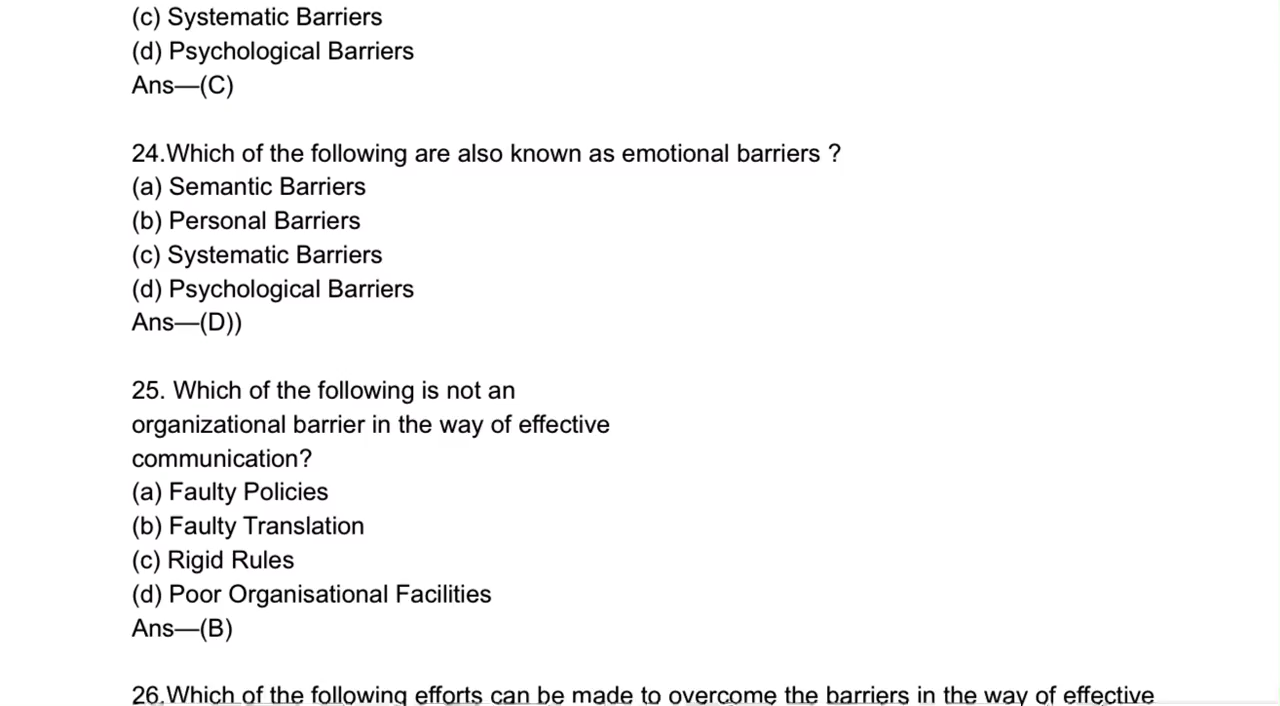 (c) Systematic Barriers
(d) Psychological Barriers
Ans—(C)
24.Which of the following are also known as emotional barriers ?
(a) Semantic Barriers
(b) Personal Barriers
(c) Systematic Barriers
(d) Psychological Barriers
Ans—(D))
25. Which of the following is not an
organizational barrier in the way of effective
communication?
(a) Faulty Policies
(b) Faulty Translation
(c) Rigid Rules
(d) Poor Organisational Facilities
Ans—(B)
26.Which of the following efforts can be made to overcome the barriers in the way of effective